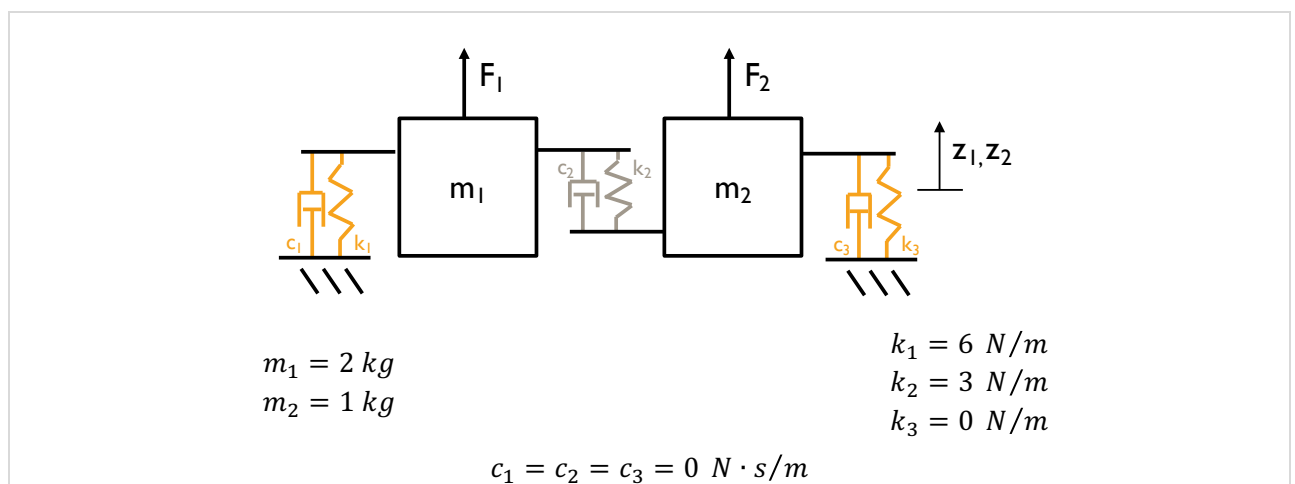 F₁ F₂
z₁,z₂
c₂ k₂
m₁ m₂
c₁ k₁ c₃ k₃
m₁ = 2 kg
m₂ = 1 kg
k₁ = 6 N/m
k₂ = 3 N/m
k₃ = 0 N/m
c₁ = c₂ = c₃ = 0 N · s/m